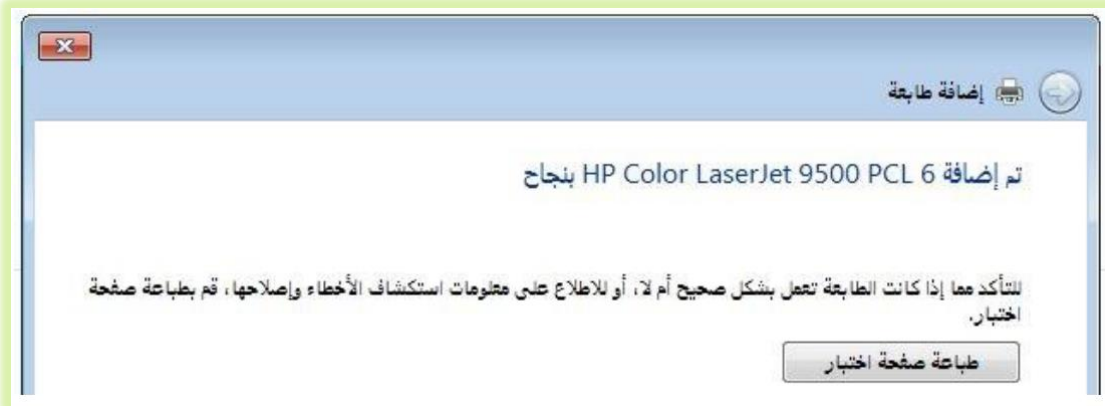 إضافة طابعة
تم إضافة HP Color LaserJet 9500 PCL 6 بنجاح
للتأكد مما إذا كانت الطابعة تعمل بشكل صحيح أم لا، أو للاطلاع على معلومات استكشاف الأخطاء وإصلاحها، قم بطباعة صفحة
اختبار.
طباعة صفحة اختبار